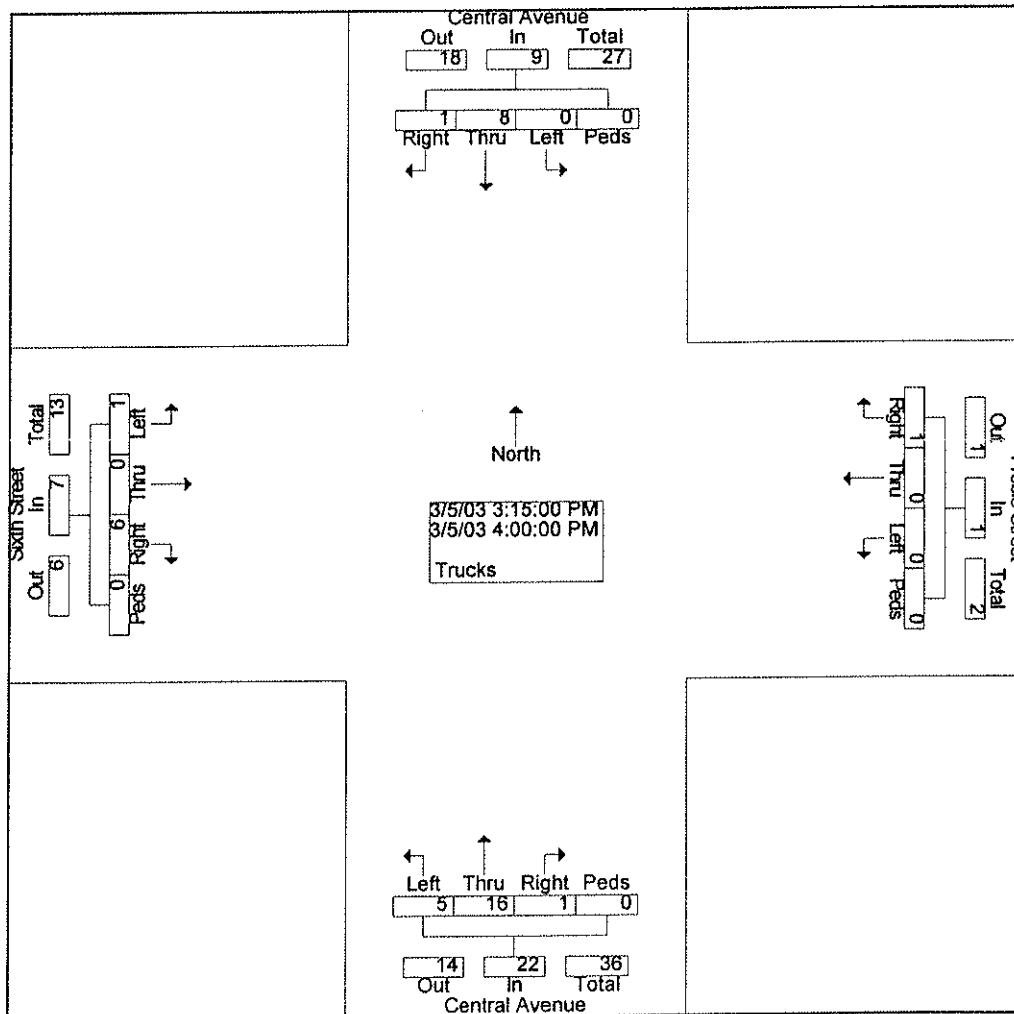 Central Avenue
Out In Total
18 9 27
1 8 0 0
Right Thru Left Peds
Sixth Street
Total In Out
13 7 6
1 0 6 0
Left Thru Right Peds
North
3/5/03 3:15:00 PM
3/5/03 4:00:00 PM
Trucks
Right Thru Left Peds
1 0 0 0
Out In Total
1 1 2
Left Thru Right Peds
5 16 1 0
14 22 36
Out In Total
Central Avenue